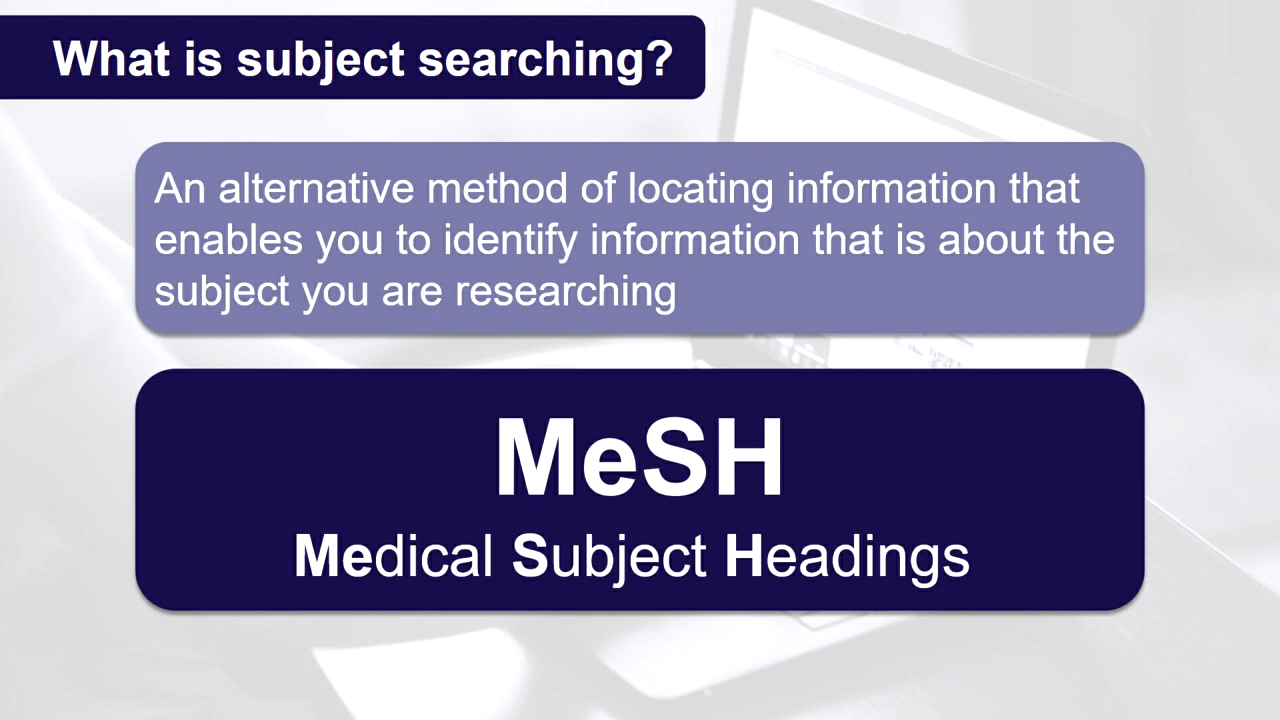 What is subject searching?
An alternative method of locating information that
enables you to identify information that is about the
subject you are researching
MeSH
Medical Subject Headings